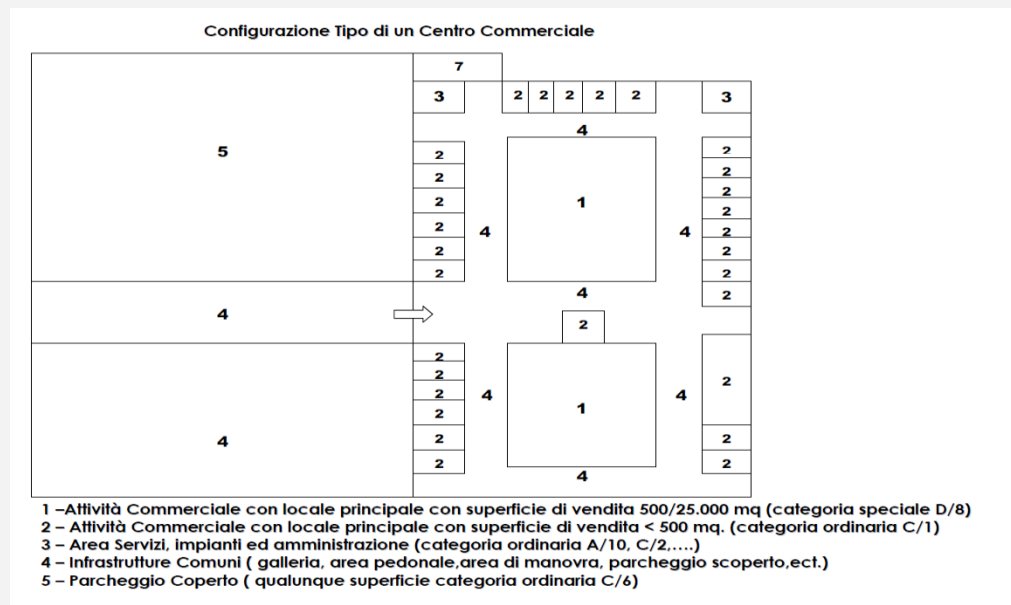 Configurazione Tipo di un Centro Commerciale
7
3 2 2 2 2 2 3
4
5 2 1 2
2 2
2 2
2 4 4 2
2 2
2 2
2
4 2
4 2
2
2 4 4 2
2
2 1
2
4 2 2
2 2
4
1 –Attività Commerciale con locale principale con superficie di vendita 500/25.000 mq (categoria speciale D/8)
2 – Attività Commerciale con locale principale con superficie di vendita < 500 mq. (categoria ordinaria C/1)
3 – Area Servizi, impianti ed amministrazione (categoria ordinaria A/10, C/2,....)
4 – Infrastrutture Comuni ( galleria, area pedonale,area di manovra, parcheggio scoperto,ect.)
5 – Parcheggio Coperto ( qualunque superficie categoria ordinaria C/6)